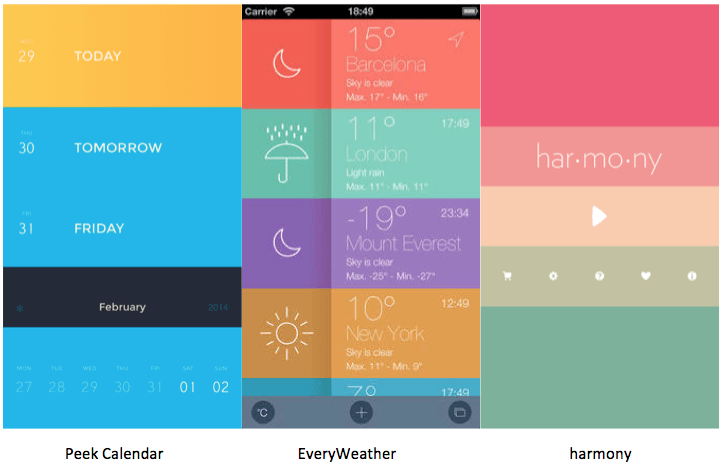 WED
29
TODAY
THU
30
TOMORROW
FRI
31
FRIDAY
February
2014
MON TUE WED THU FRI SAT SUN
27 28 29 30 31 01 02
Peek Calendar
Carrier 18:49
15°
Barcelona
Sky is clear
Max. 17° - Min. 16°
11° 17:49
London
Light rain
Max. 11° - Min. 11°
-19° 23:34
Mount Everest
Sky is clear
Max. -25° - Min. -27°
10° 12:49
New York
Sky is clear
Max. 11° - Min. 9°
7° 17:49
°C
EveryWeather
har·mo·ny
harmony